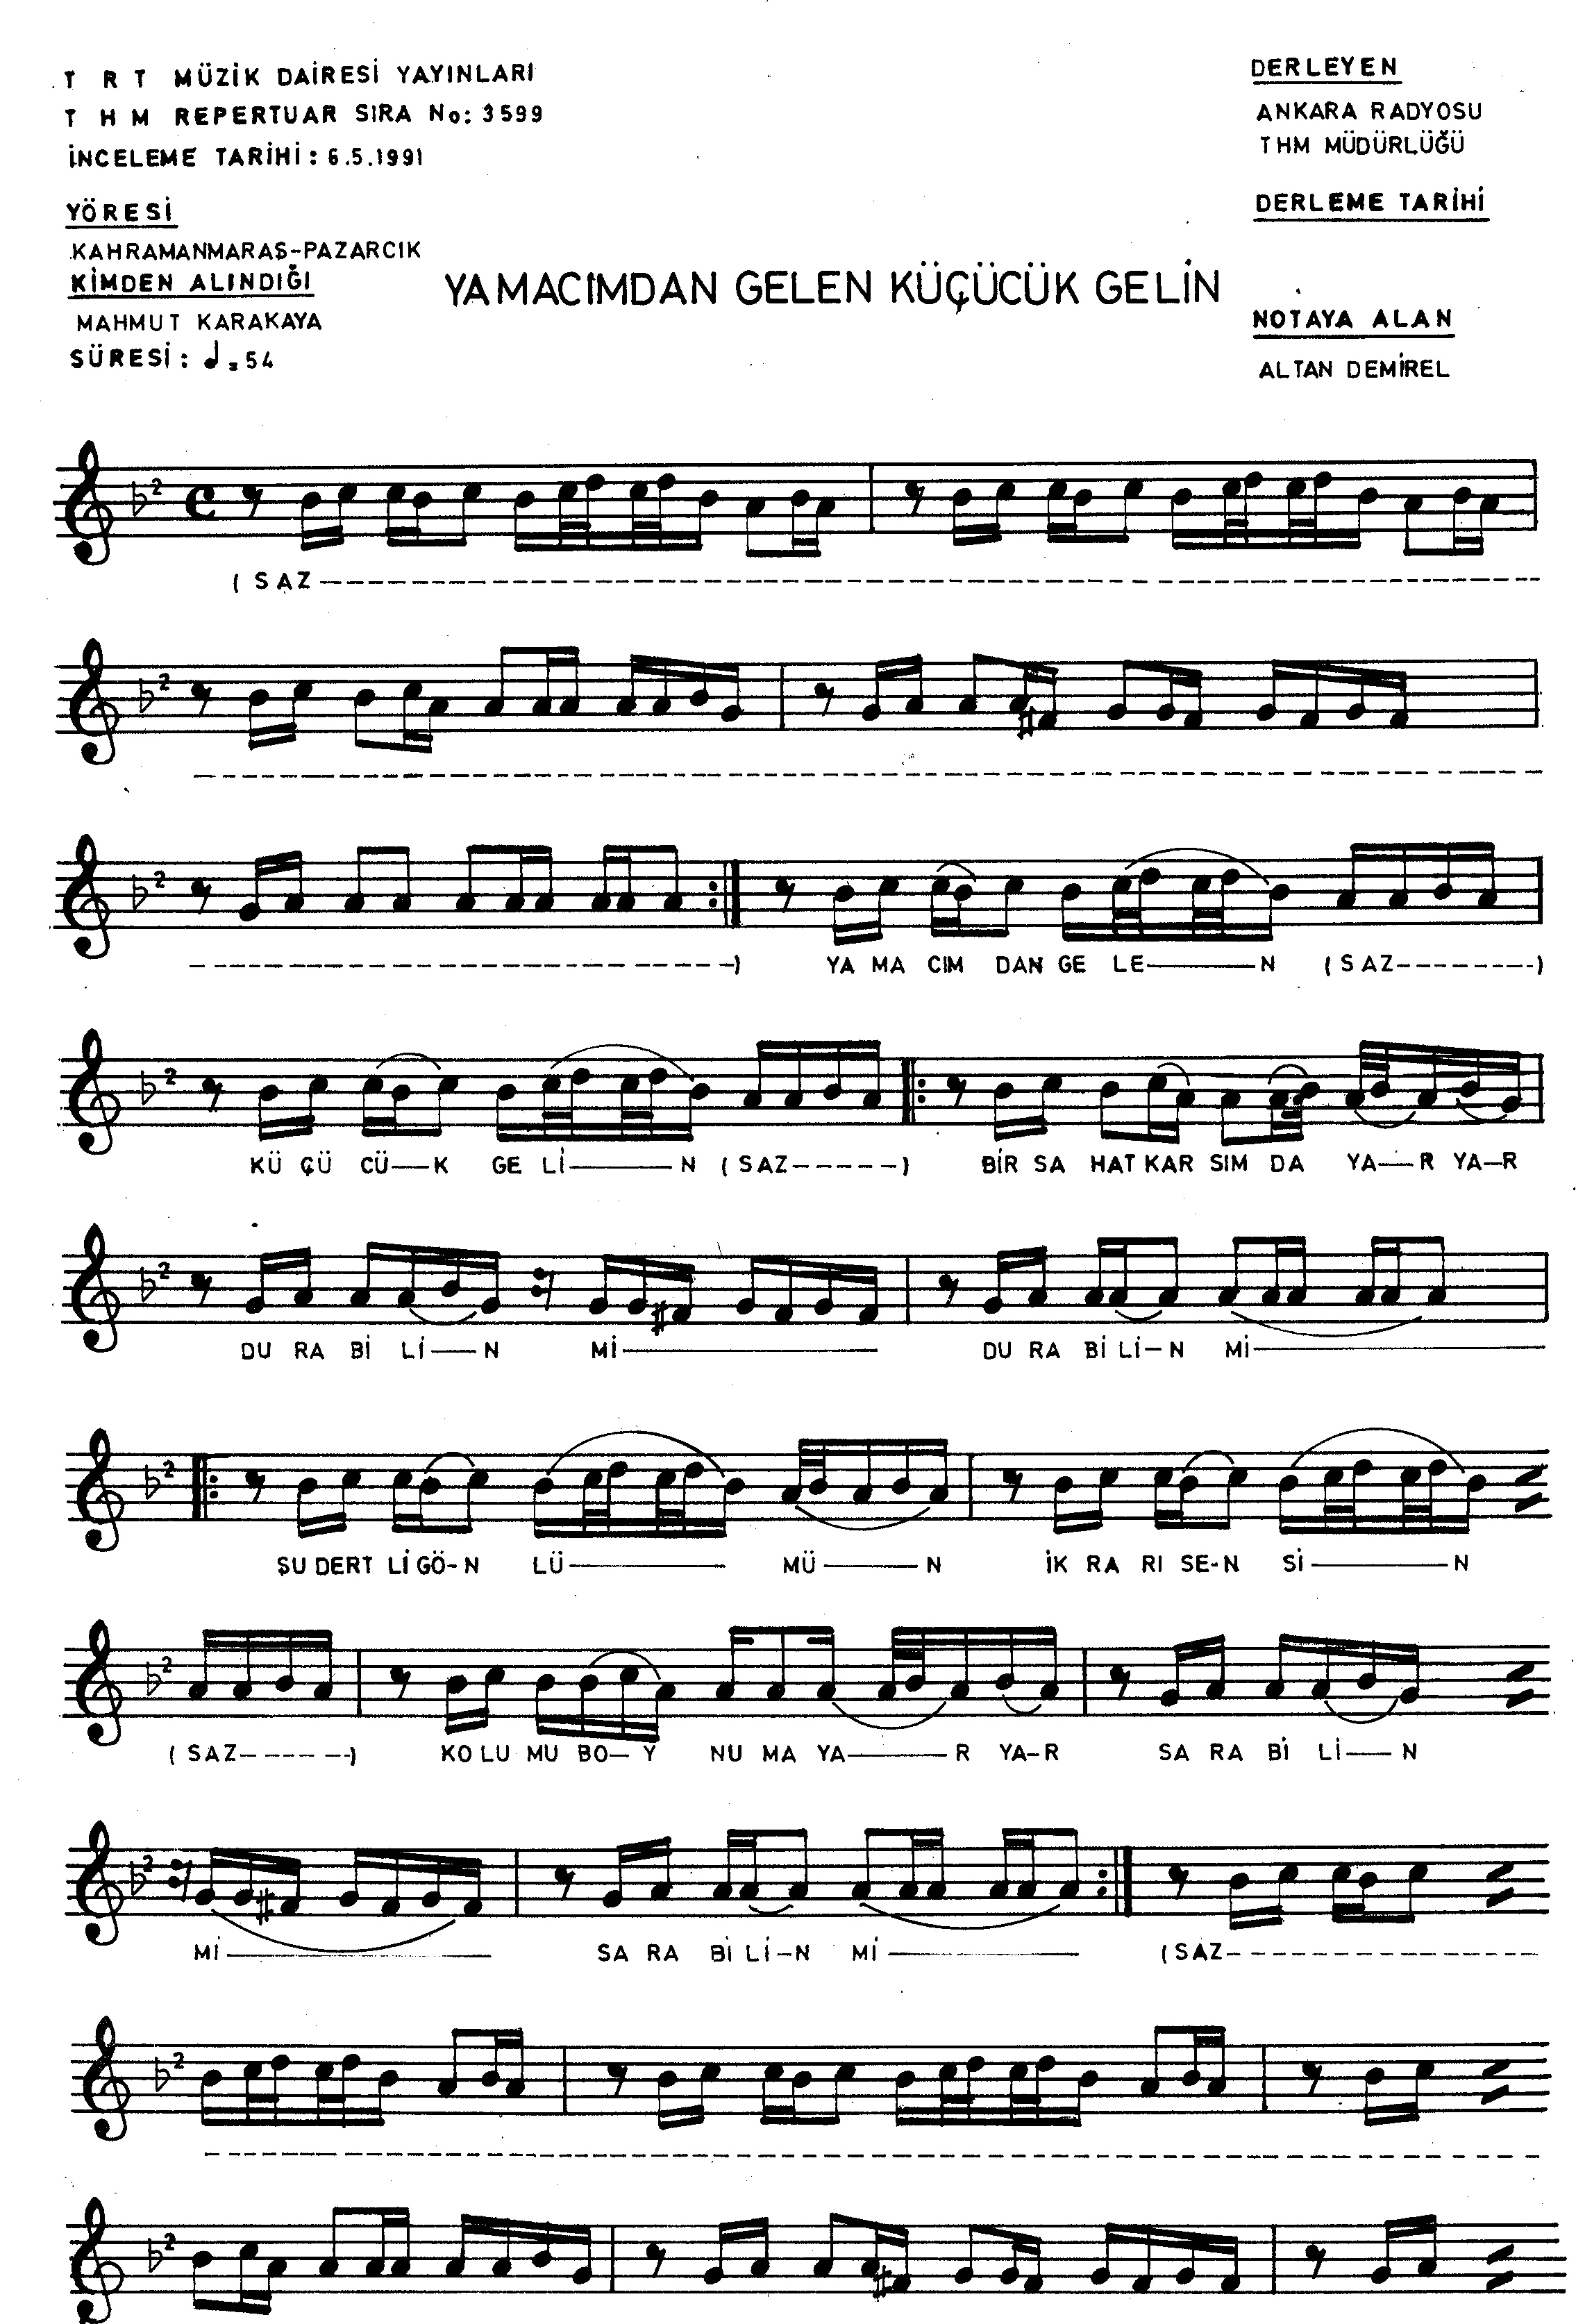 T R T MÜZİK DAİRESİ YAYINLARI
T H M REPERTUAR SIRA No: 3599
İNCELEME TARİHİ : 6.5.1991
YÖRESİ
KAHRAMANMARAŞ-PAZARCIK
KİMDEN ALINDIĞI
MAHMUT KARAKAYA
SÜRESİ : ♩ = 54
DERLEYEN
ANKARA RADYOSU
THM MÜDÜRLÜĞÜ
DERLEME TARİHİ
NOTAYA ALAN
ALTAN DEMİREL
YAMACIMDAN GELEN KÜÇÜCÜK GELİN
( SAZ
) YA MA CIM DAN GE LE N ( SAZ )
KÜ ÇÜ CÜ K GE Lİ N ( SAZ ) BİR SA HAT KAR SIM DA YA R YA R
DU RA Bİ Lİ N Mİ DU RA Bİ Lİ N Mİ
ŞU DERT Lİ GÖ N LÜ MÜ N İK RA RI SE N Sİ N
( SAZ ) KO LU MU BO Y NU MA YA R YA R SA RA Bİ Lİ N
Mİ SA RA Bİ Lİ N Mİ ( SAZ